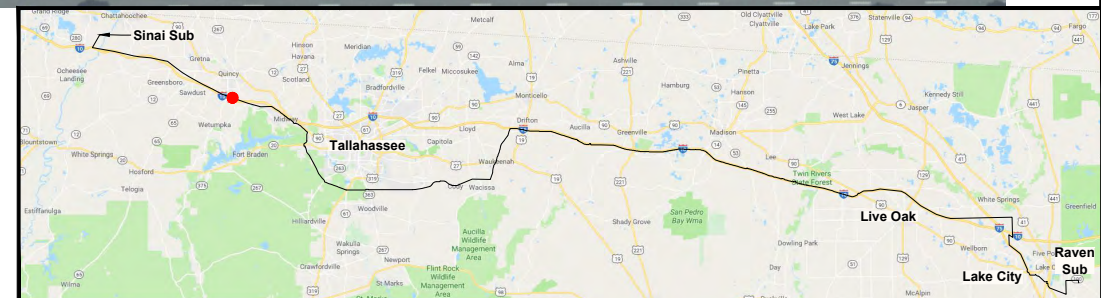 Grand Ridge
Chattahoochee
Sinai Sub
Metcalf
Old Clyattville
Clyattville
Lake Park
Statenville
Fargo
Ocheesee
Landing
Gretna
Hinson
Havana
Meridian
Felkel
Miccosukee
Alma
Ashville
Pinetta
Jennings
Greensboro
Quincy
Scotland
Sawdust
Bradfordville
Monticello
Hamburg
Hanson
Kennedy Still
Wetumpka
Midway
Tallahassee
Lloyd
Capitola
Drifton
Aucilla
Greenville
Madison
West Lake
Jasper
Blountstown
White Springs
Hosford
Telogia
Fort Braden
Waukeenah
Cody
Wacissa
Lee
Twin Rivers
State Forest
Estiffanulga
Woodville
Hilliardville
Shady Grove
San Pedro
Bay Wma
Live Oak
White Springs
Greenfield
Wakulla
Springs
Aucilla
Wildlife
Management
Area
Dowling Park
Wellborn
Raven
Sub
Crawfordville
Newport
Flint Rock
Wildlife
Management
Area
St Marks
Day
Lake City
McAlpin
Wilma